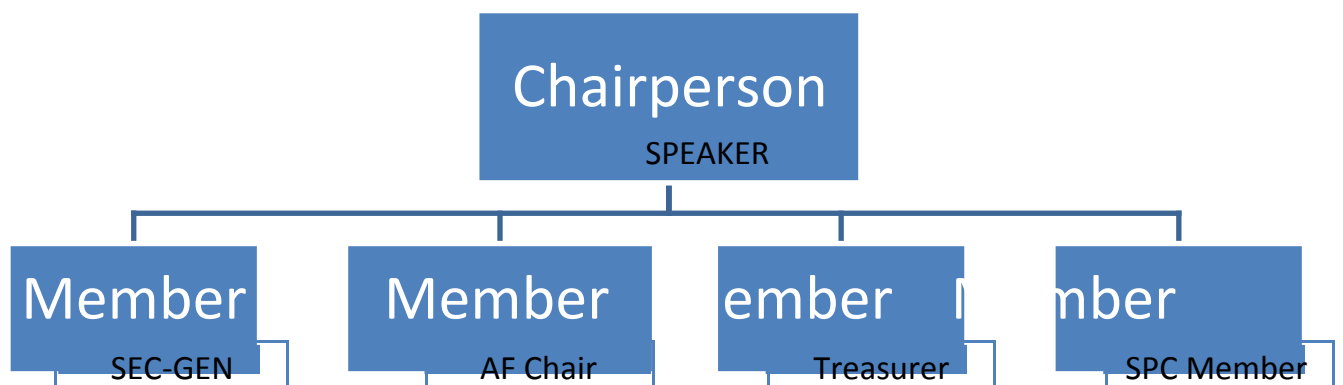 Chairperson
SPEAKER
Member
SEC-GEN
Member
AF Chair
ember
Treasurer
mber
SPC Member